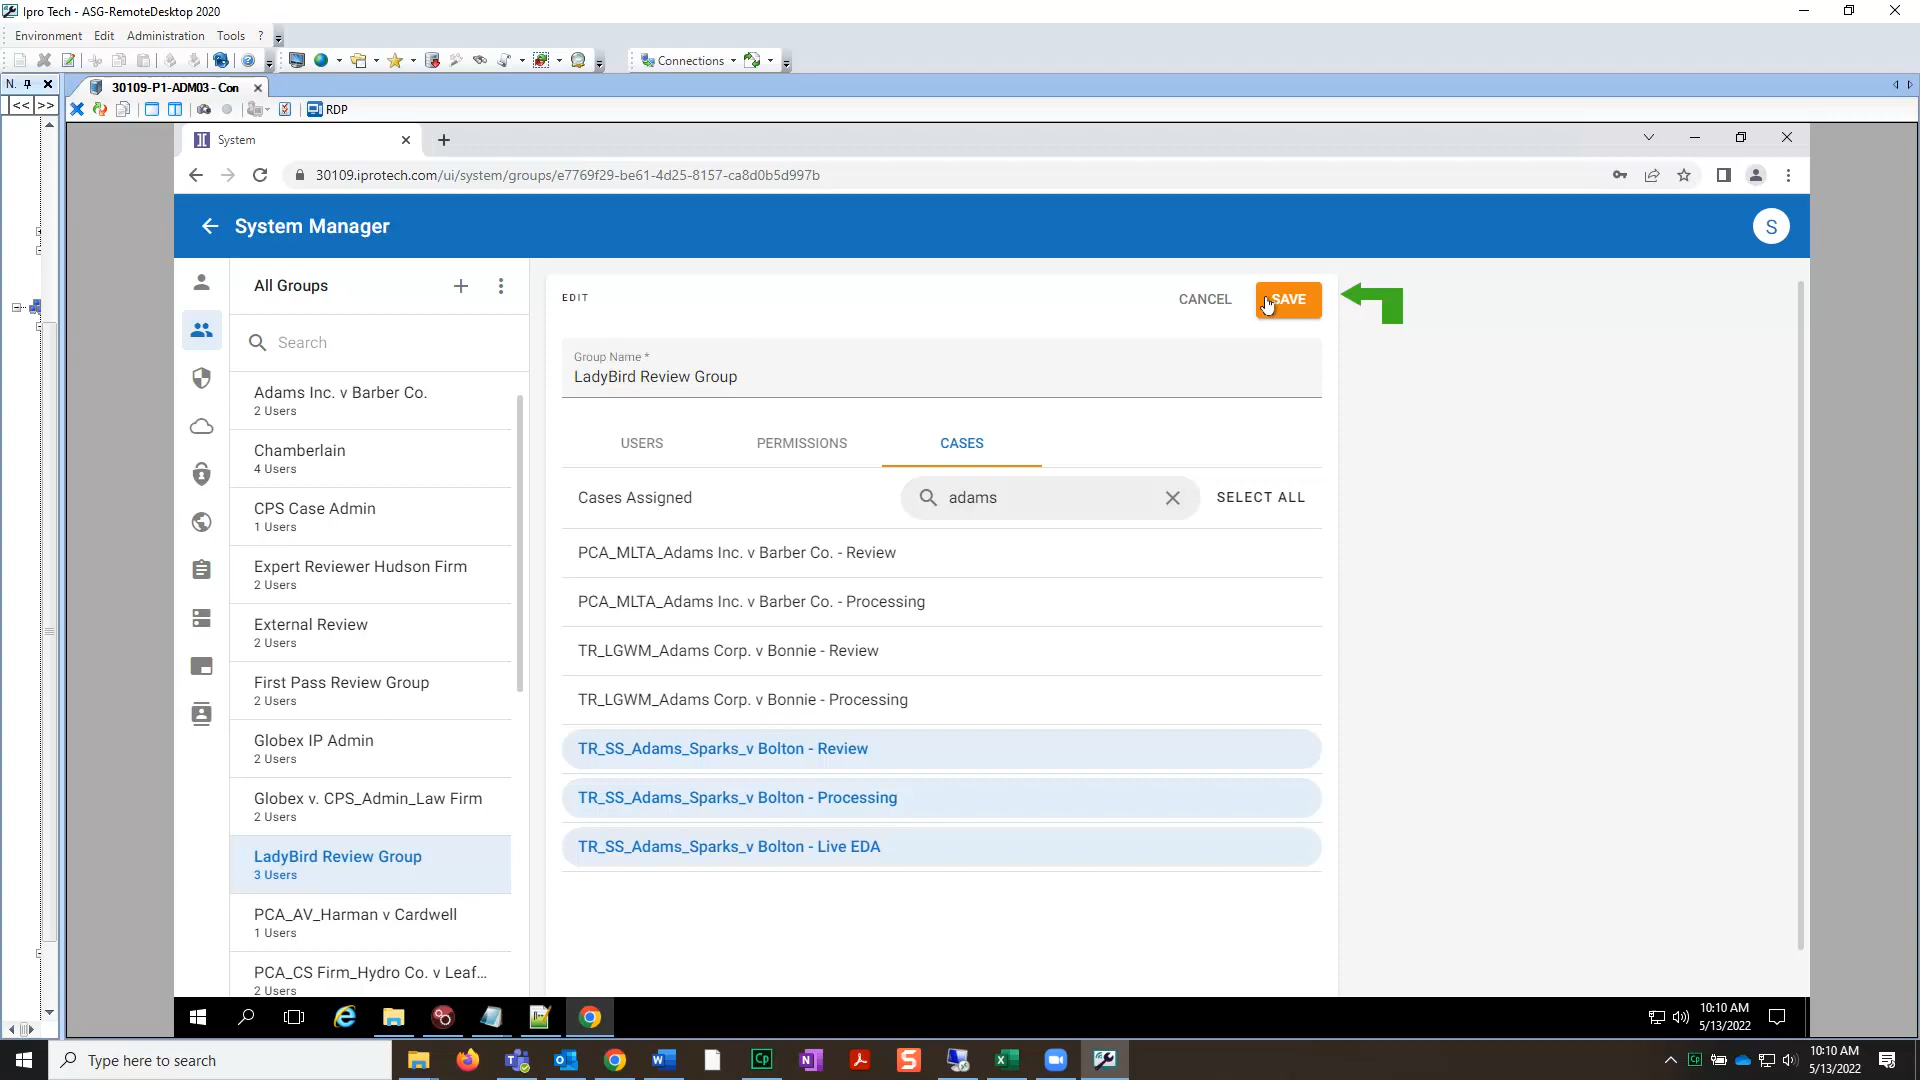 Ipro Tech - ASG-RemoteDesktop 2020
Environment Edit Administration Tools ?
Connections
N.
30109-P1-ADM03 - Con
<< >>
RDP
System
30109.iprotech.com/ui/system/groups/e7769f29-be61-4d25-8157-ca8d0b5d997b
System Manager
S
All Groups
Search
Adams Inc. v Barber Co.
2 Users
Chamberlain
4 Users
CPS Case Admin
1 Users
Expert Reviewer Hudson Firm
2 Users
External Review
2 Users
First Pass Review Group
2 Users
Globex IP Admin
2 Users
Globex v. CPS_Admin_Law Firm
2 Users
LadyBird Review Group
3 Users
PCA_AV_Harman v Cardwell
1 Users
PCA_CS Firm_Hydro Co. v Leaf...
2 Users
EDIT
CANCEL
SAVE
Group Name *
LadyBird Review Group
USERS PERMISSIONS CASES
Cases Assigned
adams
SELECT ALL
PCA_MLTA_Adams Inc. v Barber Co. - Review
PCA_MLTA_Adams Inc. v Barber Co. - Processing
TR_LGWM_Adams Corp. v Bonnie - Review
TR_LGWM_Adams Corp. v Bonnie - Processing
TR_SS_Adams_Sparks_v Bolton - Review
TR_SS_Adams_Sparks_v Bolton - Processing
TR_SS_Adams_Sparks_v Bolton - Live EDA
10:10 AM
5/13/2022
Type here to search
10:10 AM
5/13/2022